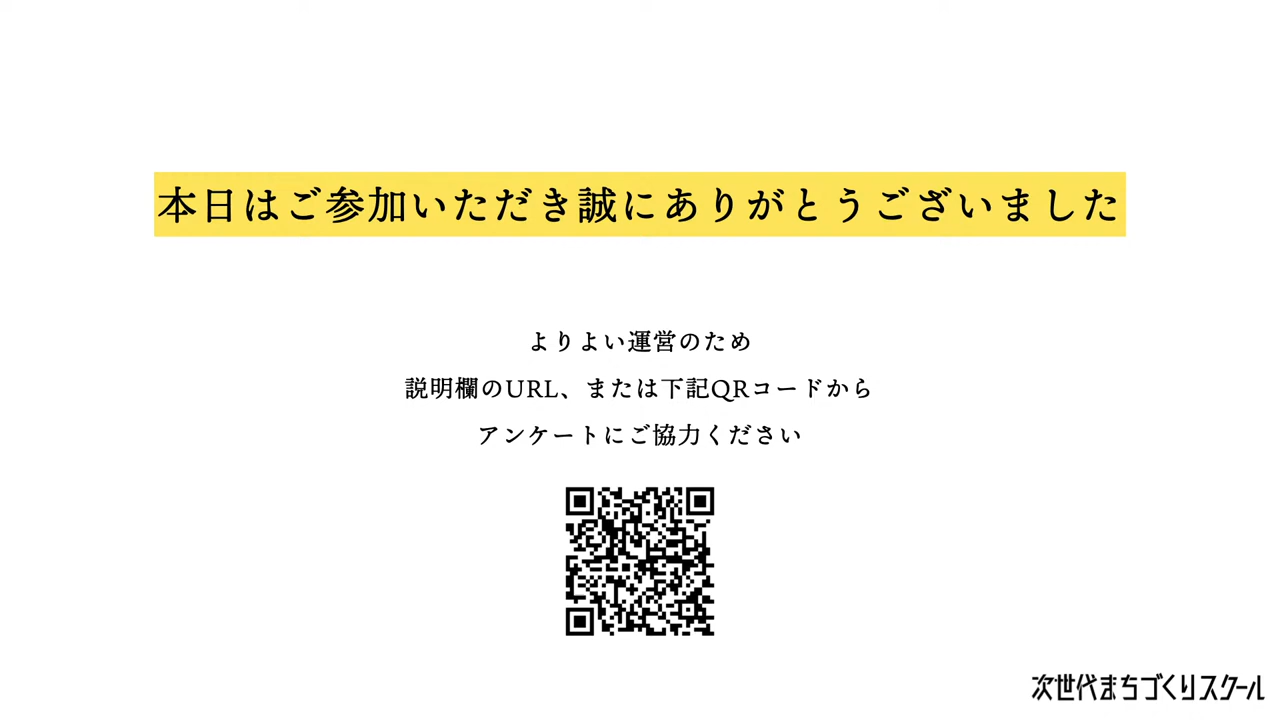 本日はご参加いただき誠にありがとうございました
よりよい運営のため
説明欄のURL、または下記QRコードから
アンケートにご協力ください
次世代まちづくりスクール